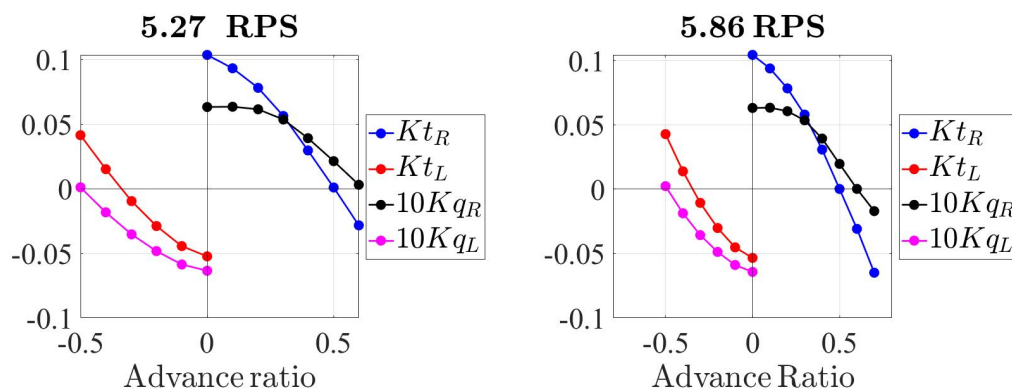 5.27 RPS
0.1
0.05
0
-0.05
-0.1
-0.5
0
0.5
Advance ratio
Kt_R
Kt_L
10Kq_R
10Kq_L
5.86 RPS
0.1
0.05
0
-0.05
-0.1
-0.5
0
0.5
Advance Ratio
Kt_R
Kt_L
10Kq_R
10Kq_L